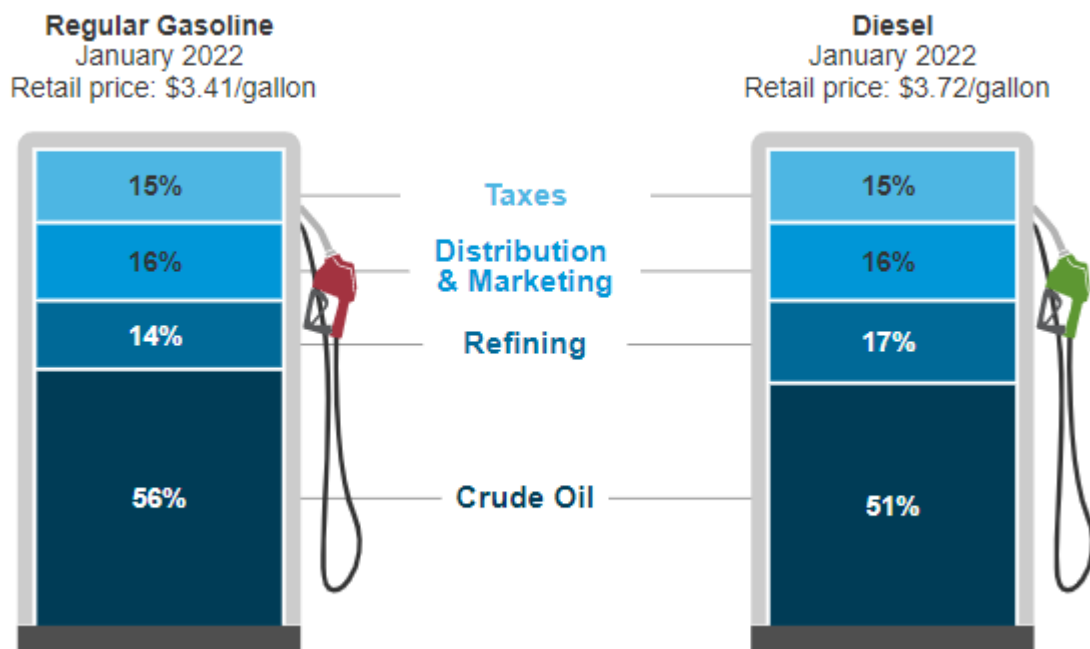 Regular Gasoline
January 2022
Retail price: $3.41/gallon
Diesel
January 2022
Retail price: $3.72/gallon
15%
Taxes
15%
16%
Distribution
& Marketing
16%
14%
Refining
17%
56%
Crude Oil
51%